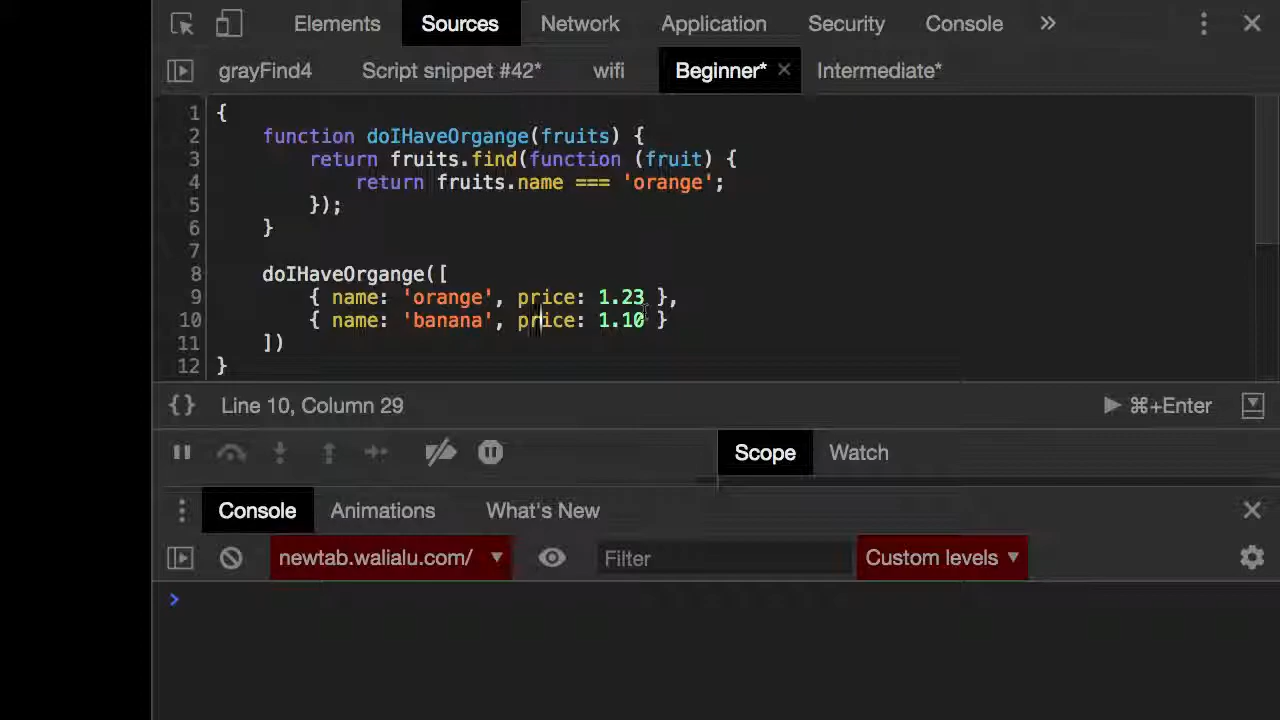 Elements Sources Network Application Security Console »
grayFind4 Script snippet #42* wifi Beginner* × Intermediate*
1 {
2 function doIHaveOrgange(fruits) {
3 return fruits.find(function (fruit) {
4 return fruits.name === 'orange';
5 });
6 }
7
8 doIHaveOrgange([
9 { name: 'orange', price: 1.23 },
10 { name: 'banana', price: 1.10 }
11 ])
12 }
{} Line 10, Column 29 ⌘+Enter
Scope Watch
Console Animations What's New
newtab.walialu.com/ Filter Custom levels